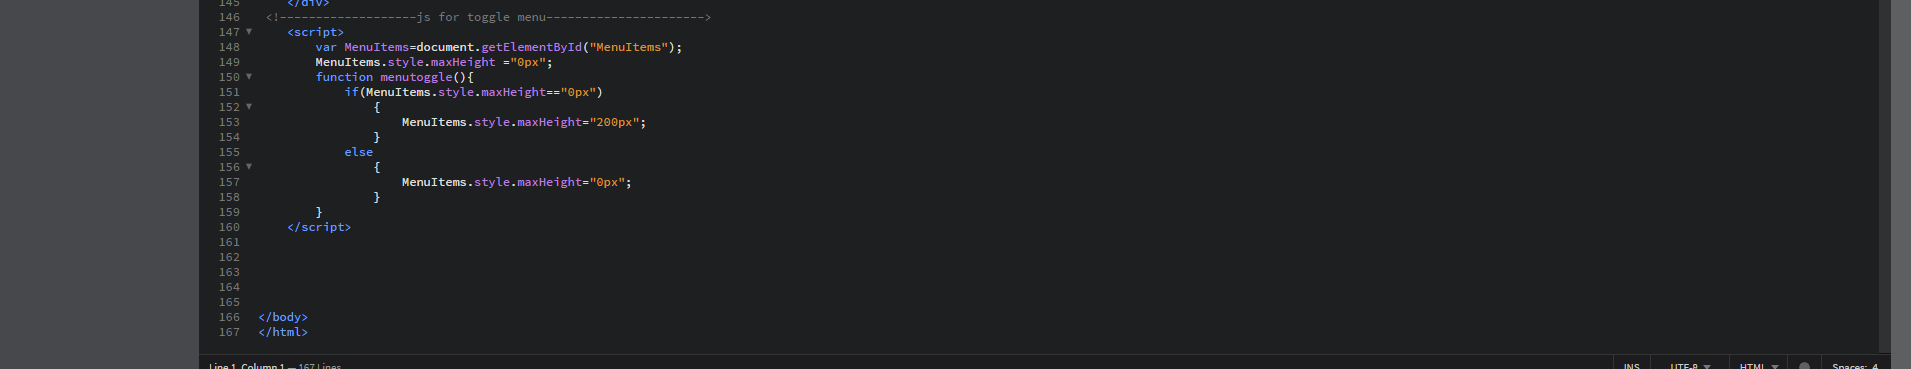 145 </div>
146 <!-------------------js for toggle menu---------------------->
147 <script>
148 var MenuItems=document.getElementById("MenuItems");
149 MenuItems.style.maxHeight ="0px";
150 function menutoggle(){
151 if(MenuItems.style.maxHeight=="0px")
152 {
153 MenuItems.style.maxHeight="200px";
154 }
155 else
156 {
157 MenuItems.style.maxHeight="0px";
158 }
159 }
160 </script>
161
162
163
164
165
166 </body>
167 </html>
Line 1, Column 1 — 167 Lines INS UTF-8 HTML Spaces: 4